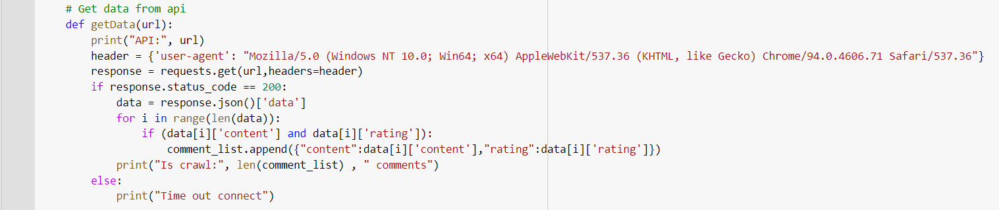 # Get data from api
def getData(url):
    print("API:", url)
    header = {'user-agent': "Mozilla/5.0 (Windows NT 10.0; Win64; x64) AppleWebKit/537.36 (KHTML, like Gecko) Chrome/94.0.4606.71 Safari/537.36"}
    response = requests.get(url,headers=header)
    if response.status_code == 200:
        data = response.json()['data']
        for i in range(len(data)):
            if (data[i]['content'] and data[i]['rating']):
                comment_list.append({"content":data[i]['content'],"rating":data[i]['rating']})
        print("Is crawl:", len(comment_list) , " comments")
    else:
        print("Time out connect")